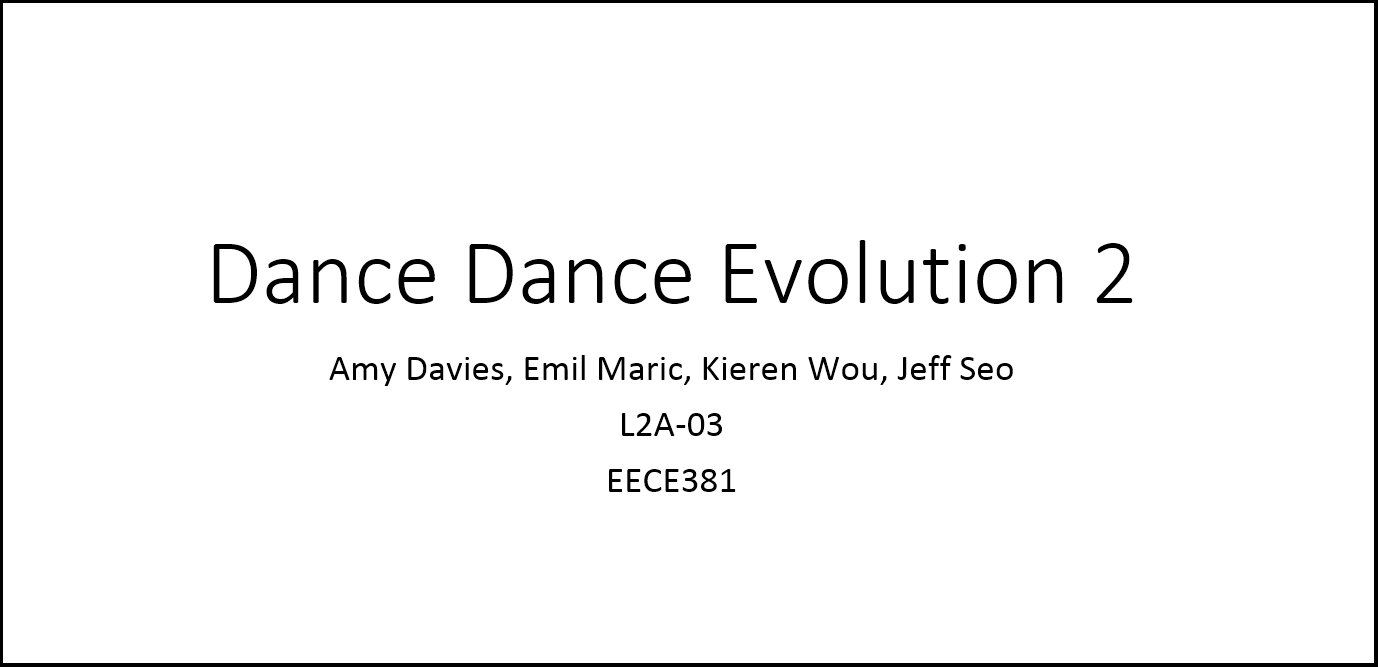 Dance Dance Evolution 2
Amy Davies, Emil Maric, Kieren Wou, Jeff Seo
L2A-03
EECE381